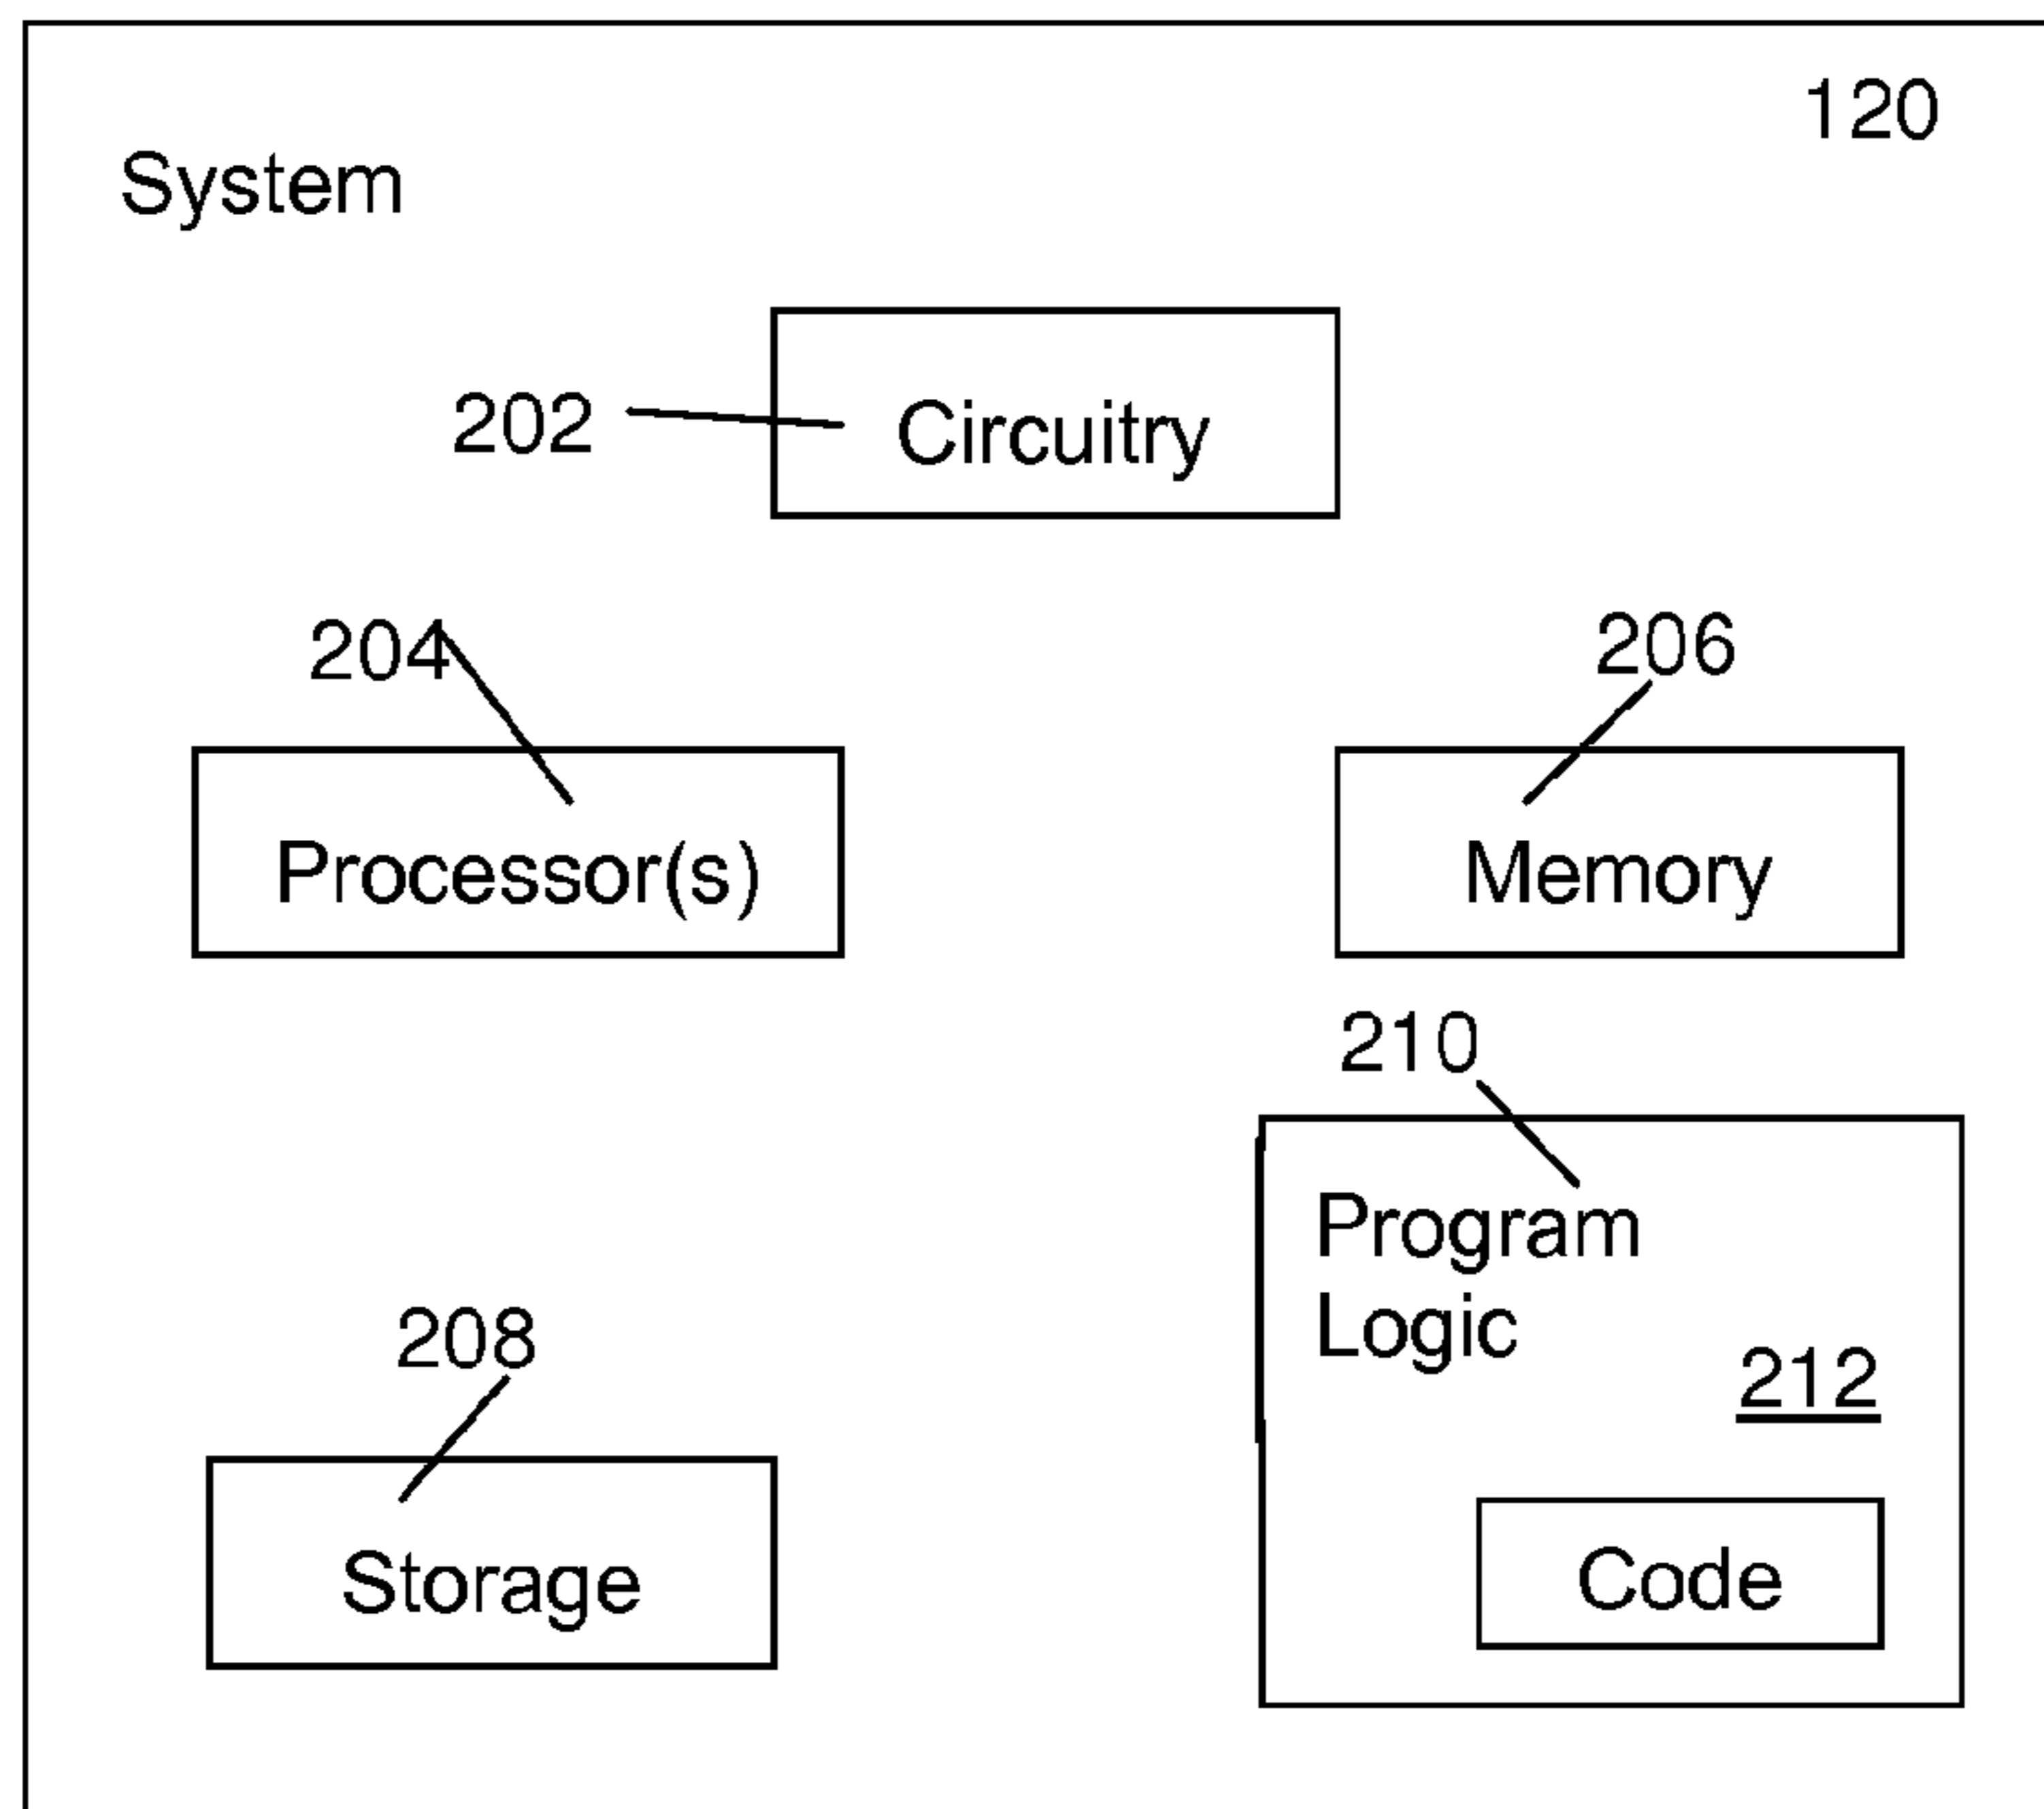 120
System
202
Circuitry
204
206
Processor(s)
Memory
210
Program
Logic
208
212
Storage
Code